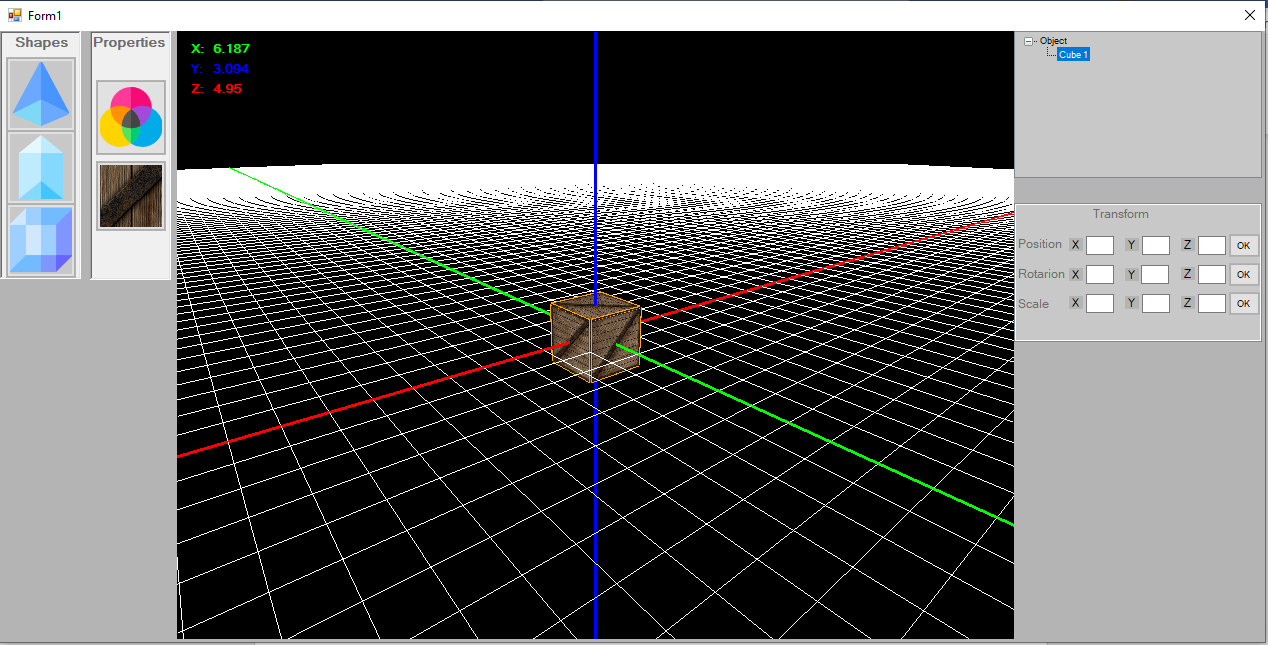 Form1
Shapes
Properties
X: 6.187
Y: 3.094
Z: 4.95
Object
Cube 1
Transform
Position X Y Z OK
Rotarion X Y Z OK
Scale X Y Z OK